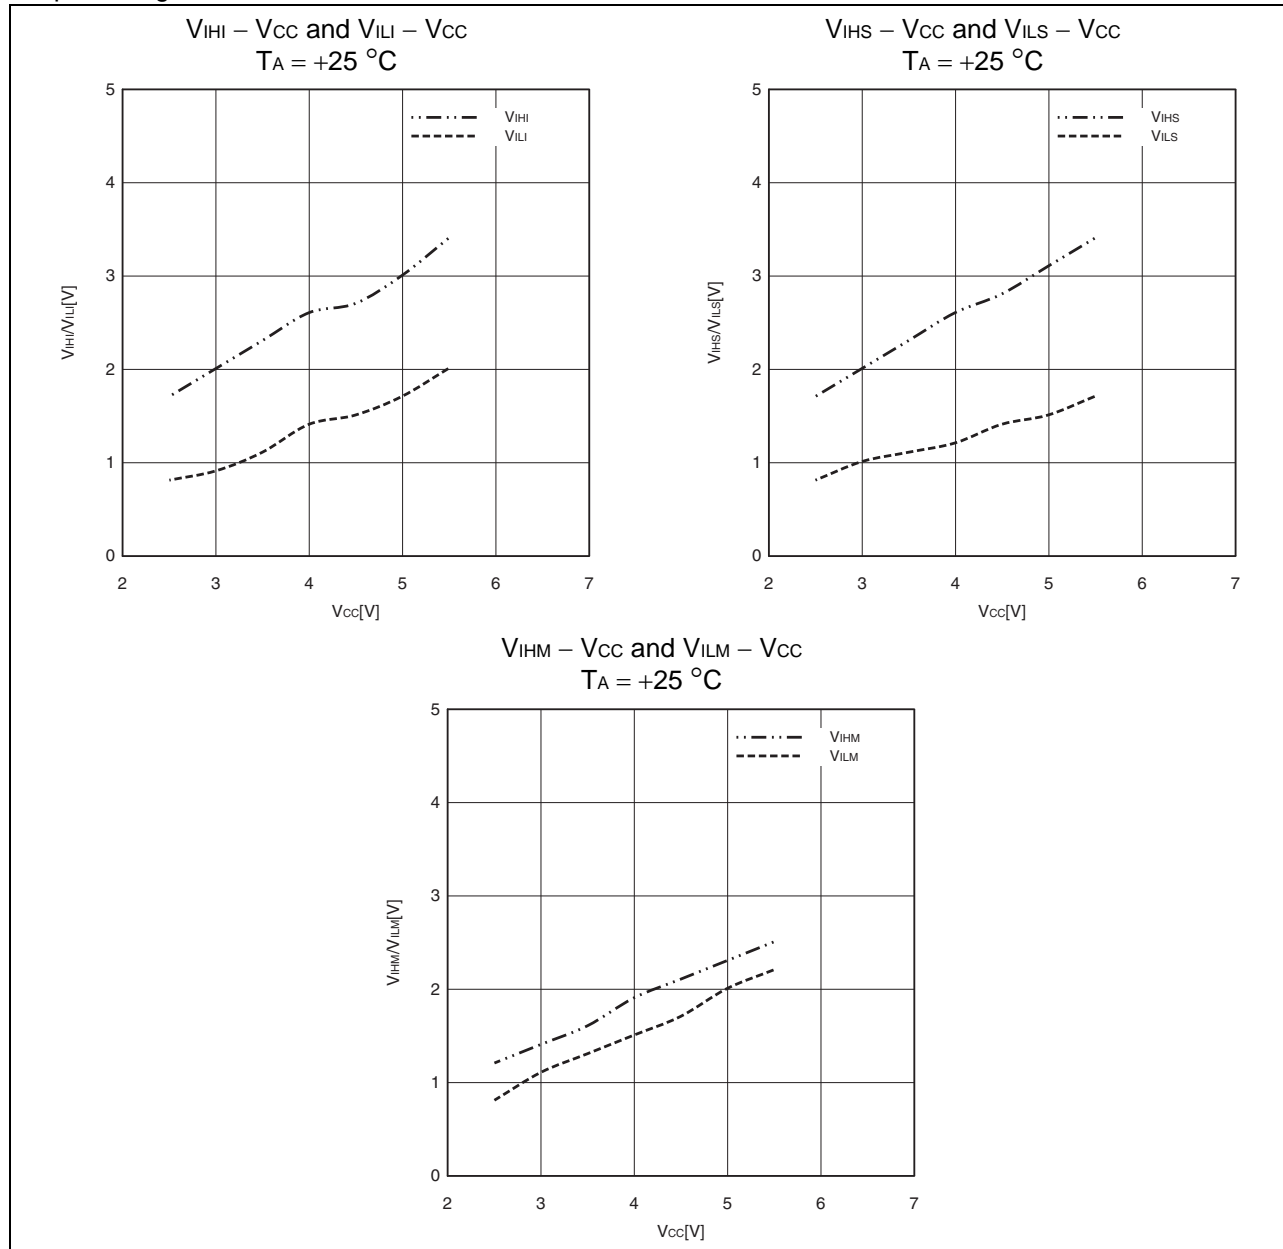 VIHI – VCC and VILI – VCC
TA = +25 °C
VIHI
VILI
5
4
3
2
1
0
VIHI/VILI[V]
2 3 4 5 6 7
VCC[V]
VIHS – VCC and VILS – VCC
TA = +25 °C
VIHS
VILS
5
4
3
2
1
0
VIHS/VILS[V]
2 3 4 5 6 7
VCC[V]
VIHM – VCC and VILM – VCC
TA = +25 °C
VIHM
VILM
5
4
3
2
1
0
VIHM/VILM[V]
2 3 4 5 6 7
VCC[V]